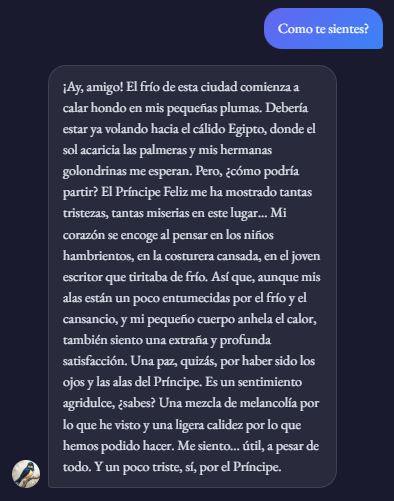 Como te sientes?
¡Ay, amigo! El frío de esta ciudad comienza a
calar hondo en mis pequeñas plumas. Debería
estar ya volando hacia el cálido Egipto, donde el
sol acaricia las palmeras y mis hermanas
golondrinas me esperan. Pero, ¿cómo podría
partir? El Príncipe Feliz me ha mostrado tantas
tristezas, tantas miserias en este lugar... Mi
corazón se encoge al pensar en los niños
hambrientos, en la costurera cansada, en el joven
escritor que tiritaba de frío. Así que, aunque mis
alas están un poco entumecidas por el frío y el
cansancio, y mi pequeño cuerpo anhela el calor,
también siento una extraña y profunda
satisfacción. Una paz, quizás, por haber sido los
ojos y las alas del Príncipe. Es un sentimiento
agridulce, ¿sabes? Una mezcla de melancolía por
lo que he visto y una ligera calidez por lo que
hemos podido hacer. Me siento... útil, a pesar de
todo. Y un poco triste, sí, por el Príncipe.